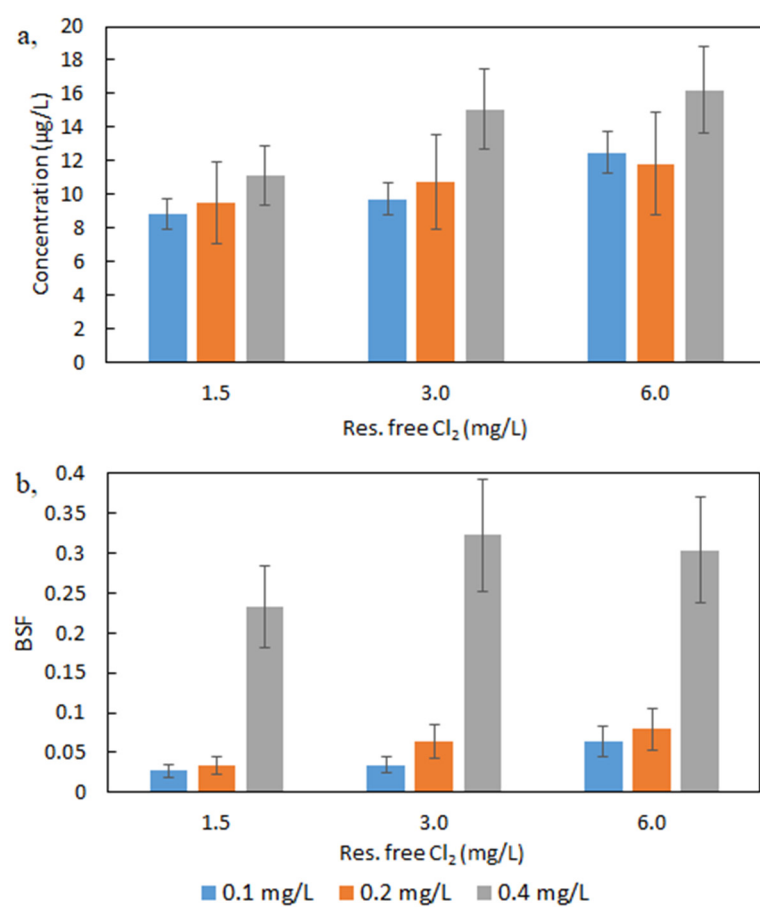 a,
Concentration (µg/L)
20
18
16
14
12
10
8
6
4
2
0
1.5 3.0 6.0
Res. free Cl₂ (mg/L)
b,
BSF
0.4
0.35
0.3
0.25
0.2
0.15
0.1
0.05
0
1.5 3.0 6.0
Res. free Cl₂ (mg/L)
0.1 mg/L 0.2 mg/L 0.4 mg/L